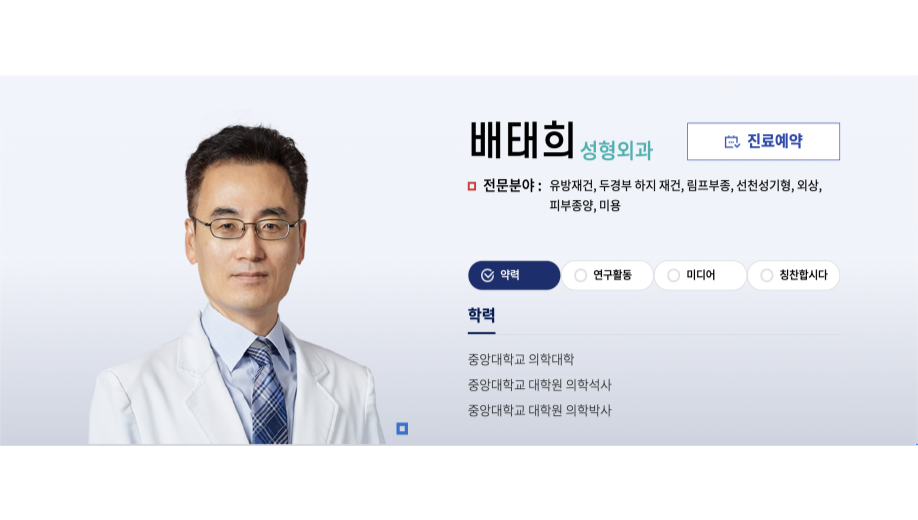 배태희 성형외과
진료예약
전문분야 : 유방재건, 두경부 하지 재건, 림프부종, 선천성기형, 외상,
피부종양, 미용
약력 연구활동 미디어 칭찬합시다
학력
중앙대학교 의학대학
중앙대학교 대학원 의학석사
중앙대학교 대학원 의학박사